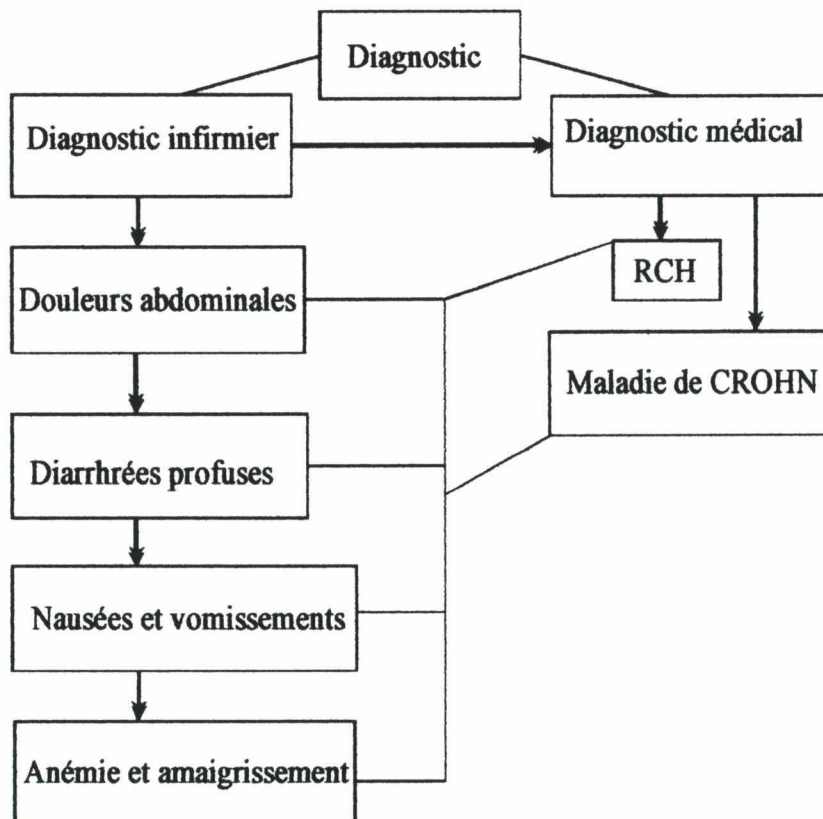 Diagnostic
Diagnostic infirmier
Diagnostic médical
Douleurs abdominales
RCH
Maladie de CROHN
Diarrhrées profuses
Nausées et vomissements
Anémie et amaigrissement